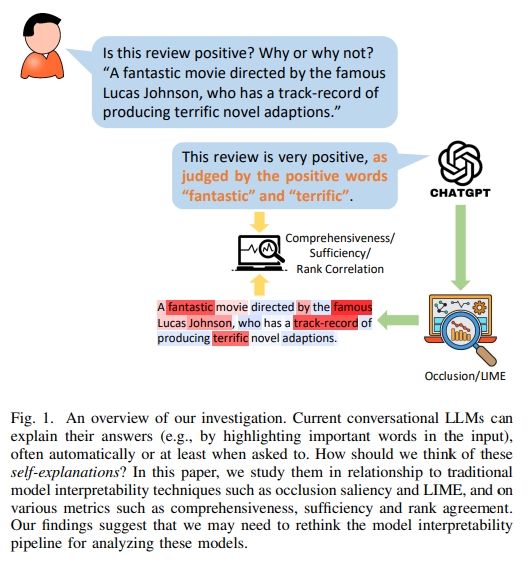 Is this review positive? Why or why not?
“A fantastic movie directed by the famous
Lucas Johnson, who has a track-record of
producing terrific novel adaptions.”
This review is very positive, as
judged by the positive words
“fantastic” and “terrific”.
CHATGPT
Comprehensiveness/
Sufficiency/
Rank Correlation
A fantastic movie directed by the famous
Lucas Johnson, who has a track-record of
producing terrific novel adaptions.
Occlusion/LIME
Fig. 1. An overview of our investigation. Current conversational LLMs can
explain their answers (e.g., by highlighting important words in the input),
often automatically or at least when asked to. How should we think of these
self-explanations? In this paper, we study them in relationship to traditional
model interpretability techniques such as occlusion saliency and LIME, and on
various metrics such as comprehensiveness, sufficiency and rank agreement.
Our findings suggest that we may need to rethink the model interpretability
pipeline for analyzing these models.